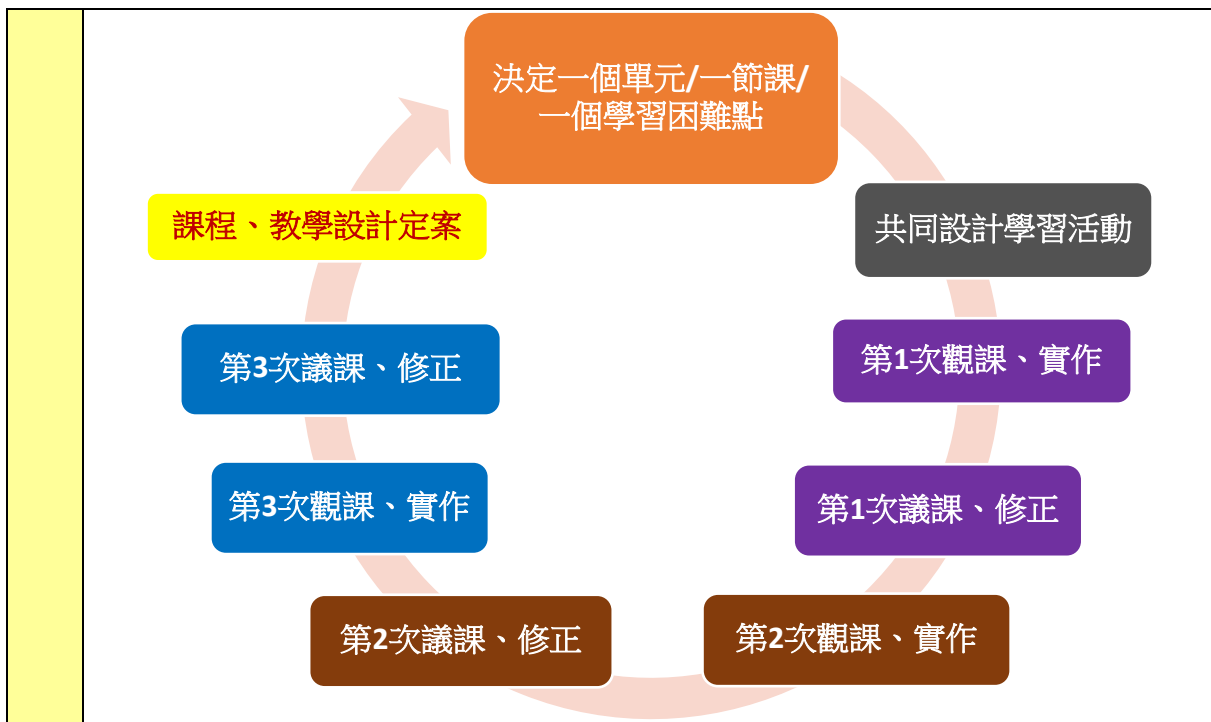 決定一個單元/一節課/
一個學習困難點
共同設計學習活動
第1次觀課、實作
第1次議課、修正
第2次觀課、實作
第2次議課、修正
第3次觀課、實作
第3次議課、修正
課程、教學設計定案